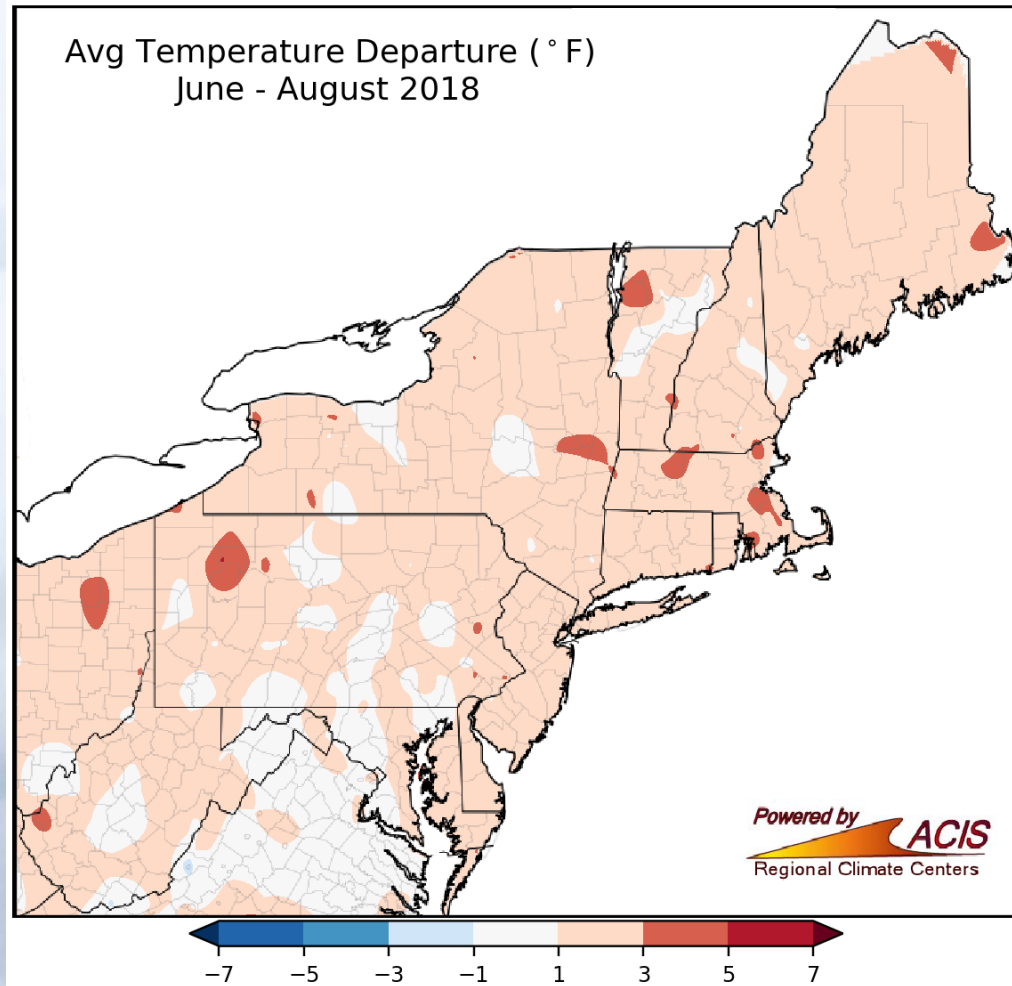 Avg Temperature Departure (°F)
June - August 2018
Powered by
ACIS
Regional Climate Centers
−7 −5 −3 −1 1 3 5 7